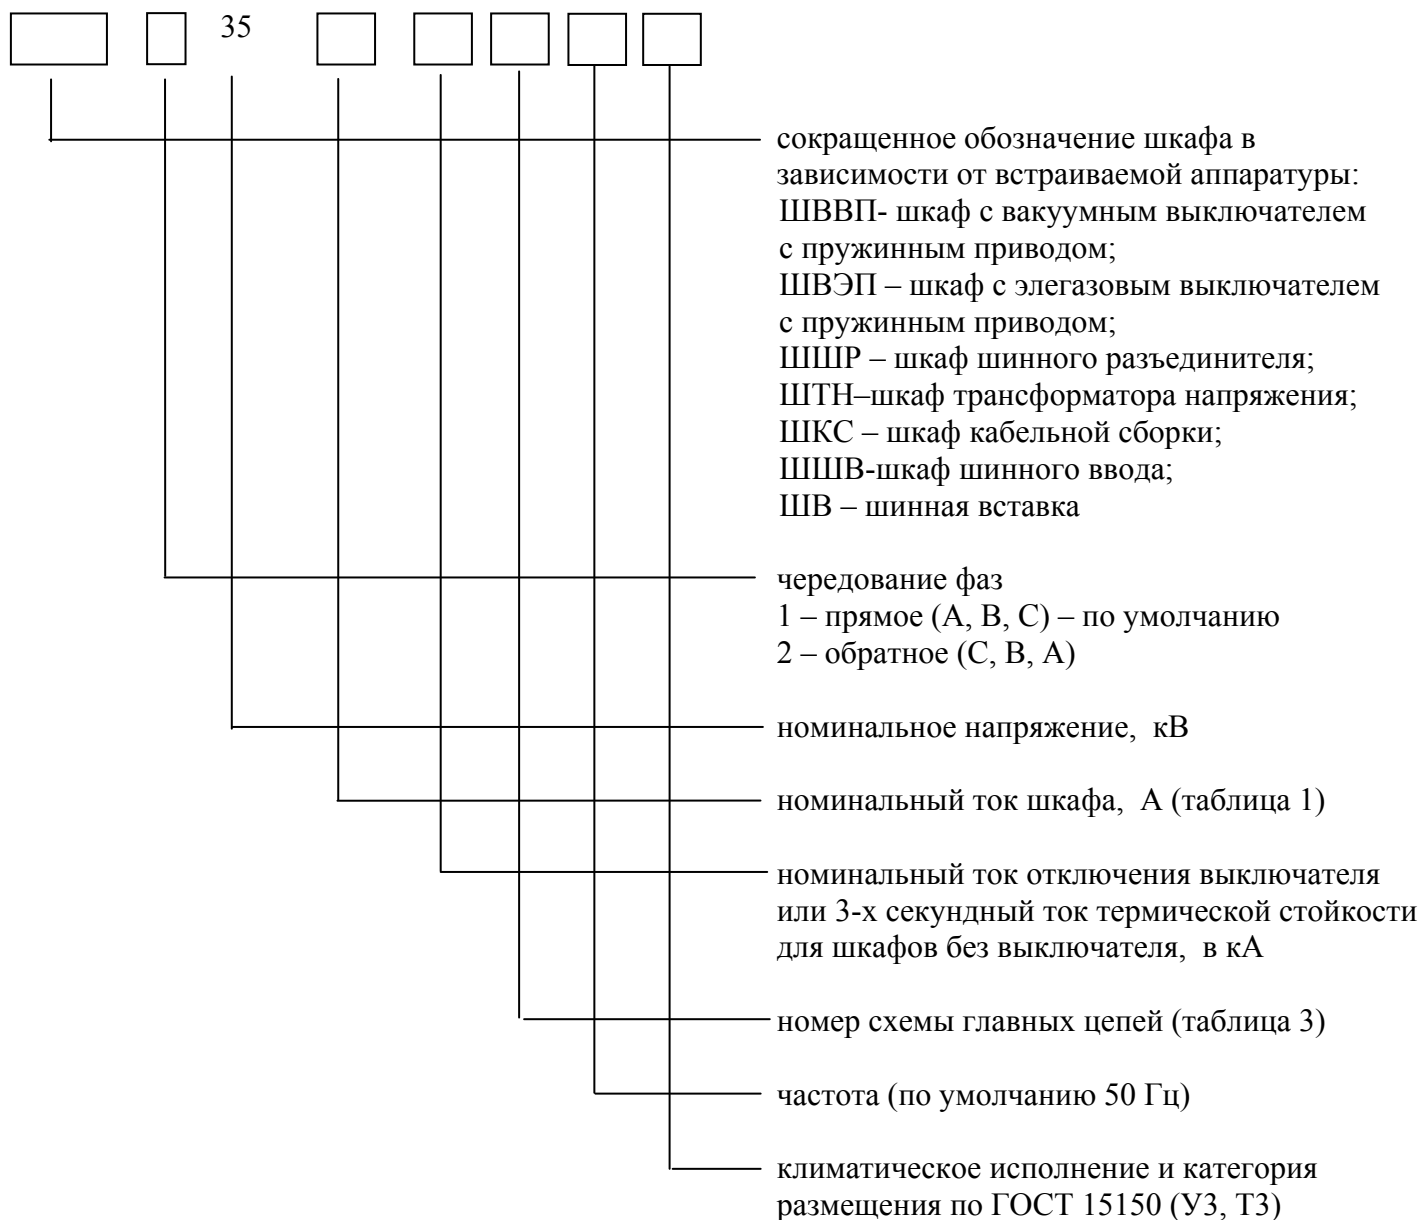 35
сокращенное обозначение шкафа в
зависимости от встраиваемой аппаратуры:
ШВВП- шкаф с вакуумным выключателем
с пружинным приводом;
ШВЭП – шкаф с элегазовым выключателем
с пружинным приводом;
ШШР – шкаф шинного разъединителя;
ШТН–шкаф трансформатора напряжения;
ШКС – шкаф кабельной сборки;
ШШВ-шкаф шинного ввода;
ШВ – шинная вставка
чередование фаз
1 – прямое (А, В, С) – по умолчанию
2 – обратное (С, В, А)
номинальное напряжение, кВ
номинальный ток шкафа, А (таблица 1)
номинальный ток отключения выключателя
или 3-х секундный ток термической стойкости
для шкафов без выключателя, в кА
номер схемы главных цепей (таблица 3)
частота (по умолчанию 50 Гц)
климатическое исполнение и категория
размещения по ГОСТ 15150 (У3, Т3)